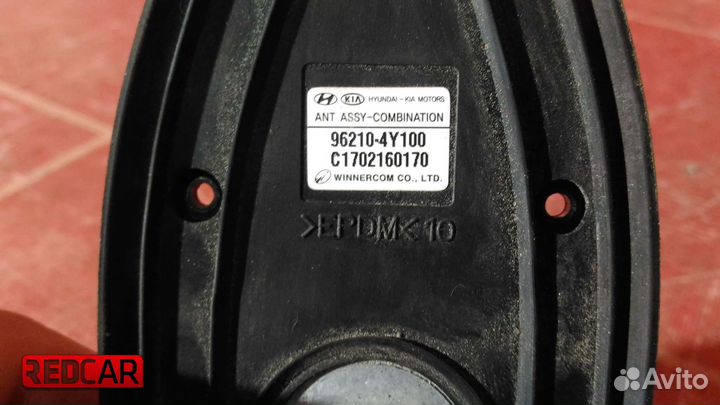 HYUNDAI - KIA MOTORS
ANT ASSY-COMBINATION
96210-4Y100
C1702160170
WINNERCOM CO., LTD.
>EPDM<10
REDCAR
Avito